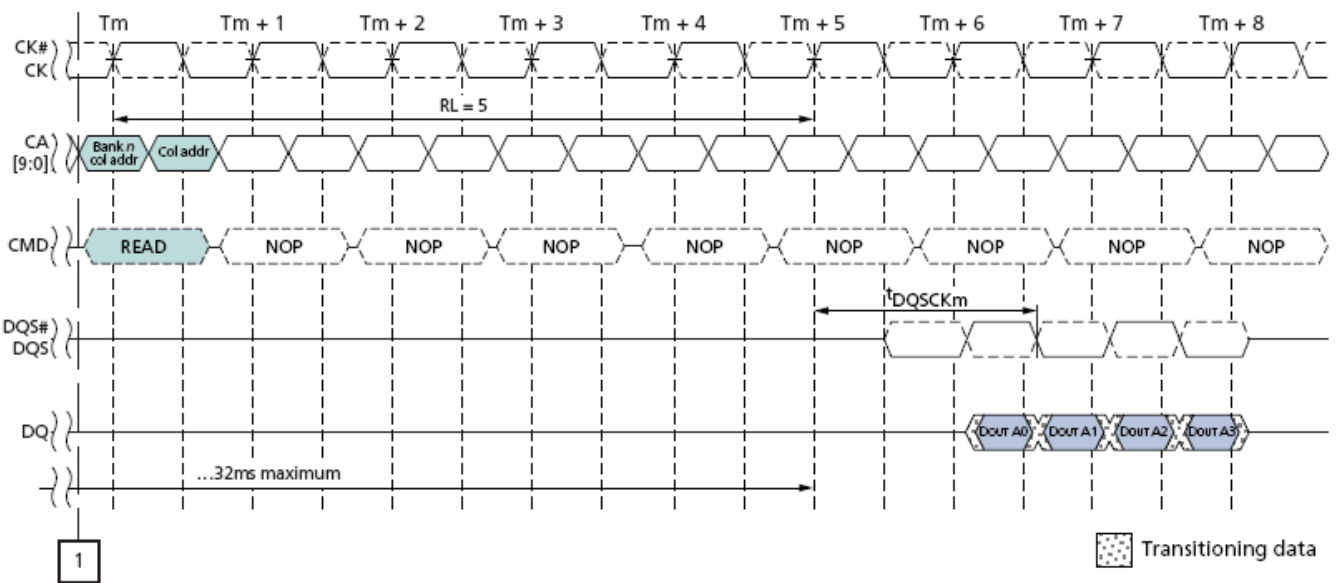 Tm Tm + 1 Tm + 2 Tm + 3 Tm + 4 Tm + 5 Tm + 6 Tm + 7 Tm + 8
CK#
CK
RL = 5
CA
[9:0]
Bank n
col addr
Col addr
CMD READ NOP NOP NOP NOP NOP NOP NOP NOP
tDQSCKm
DQS#
DQS
DQ DOUT A0 DOUT A1 DOUT A2 DOUT A3
...32ms maximum
1
Transitioning data